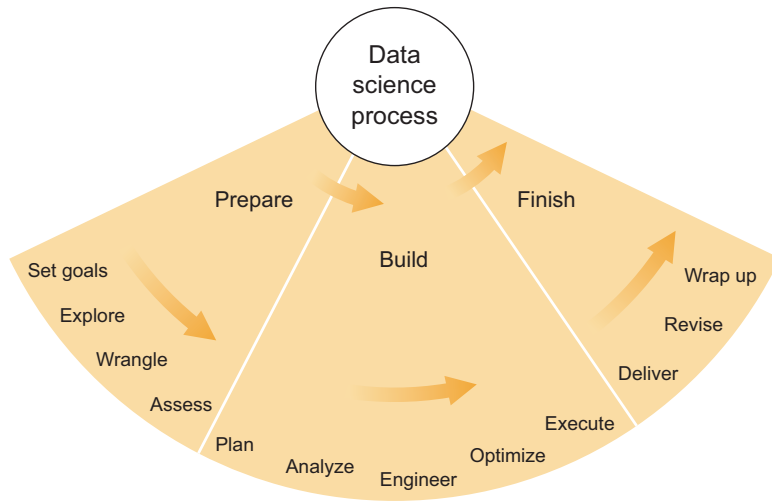 Data
science
process
Prepare
Build
Finish
Set goals
Explore
Wrangle
Assess
Plan
Analyze
Engineer
Optimize
Execute
Deliver
Revise
Wrap up